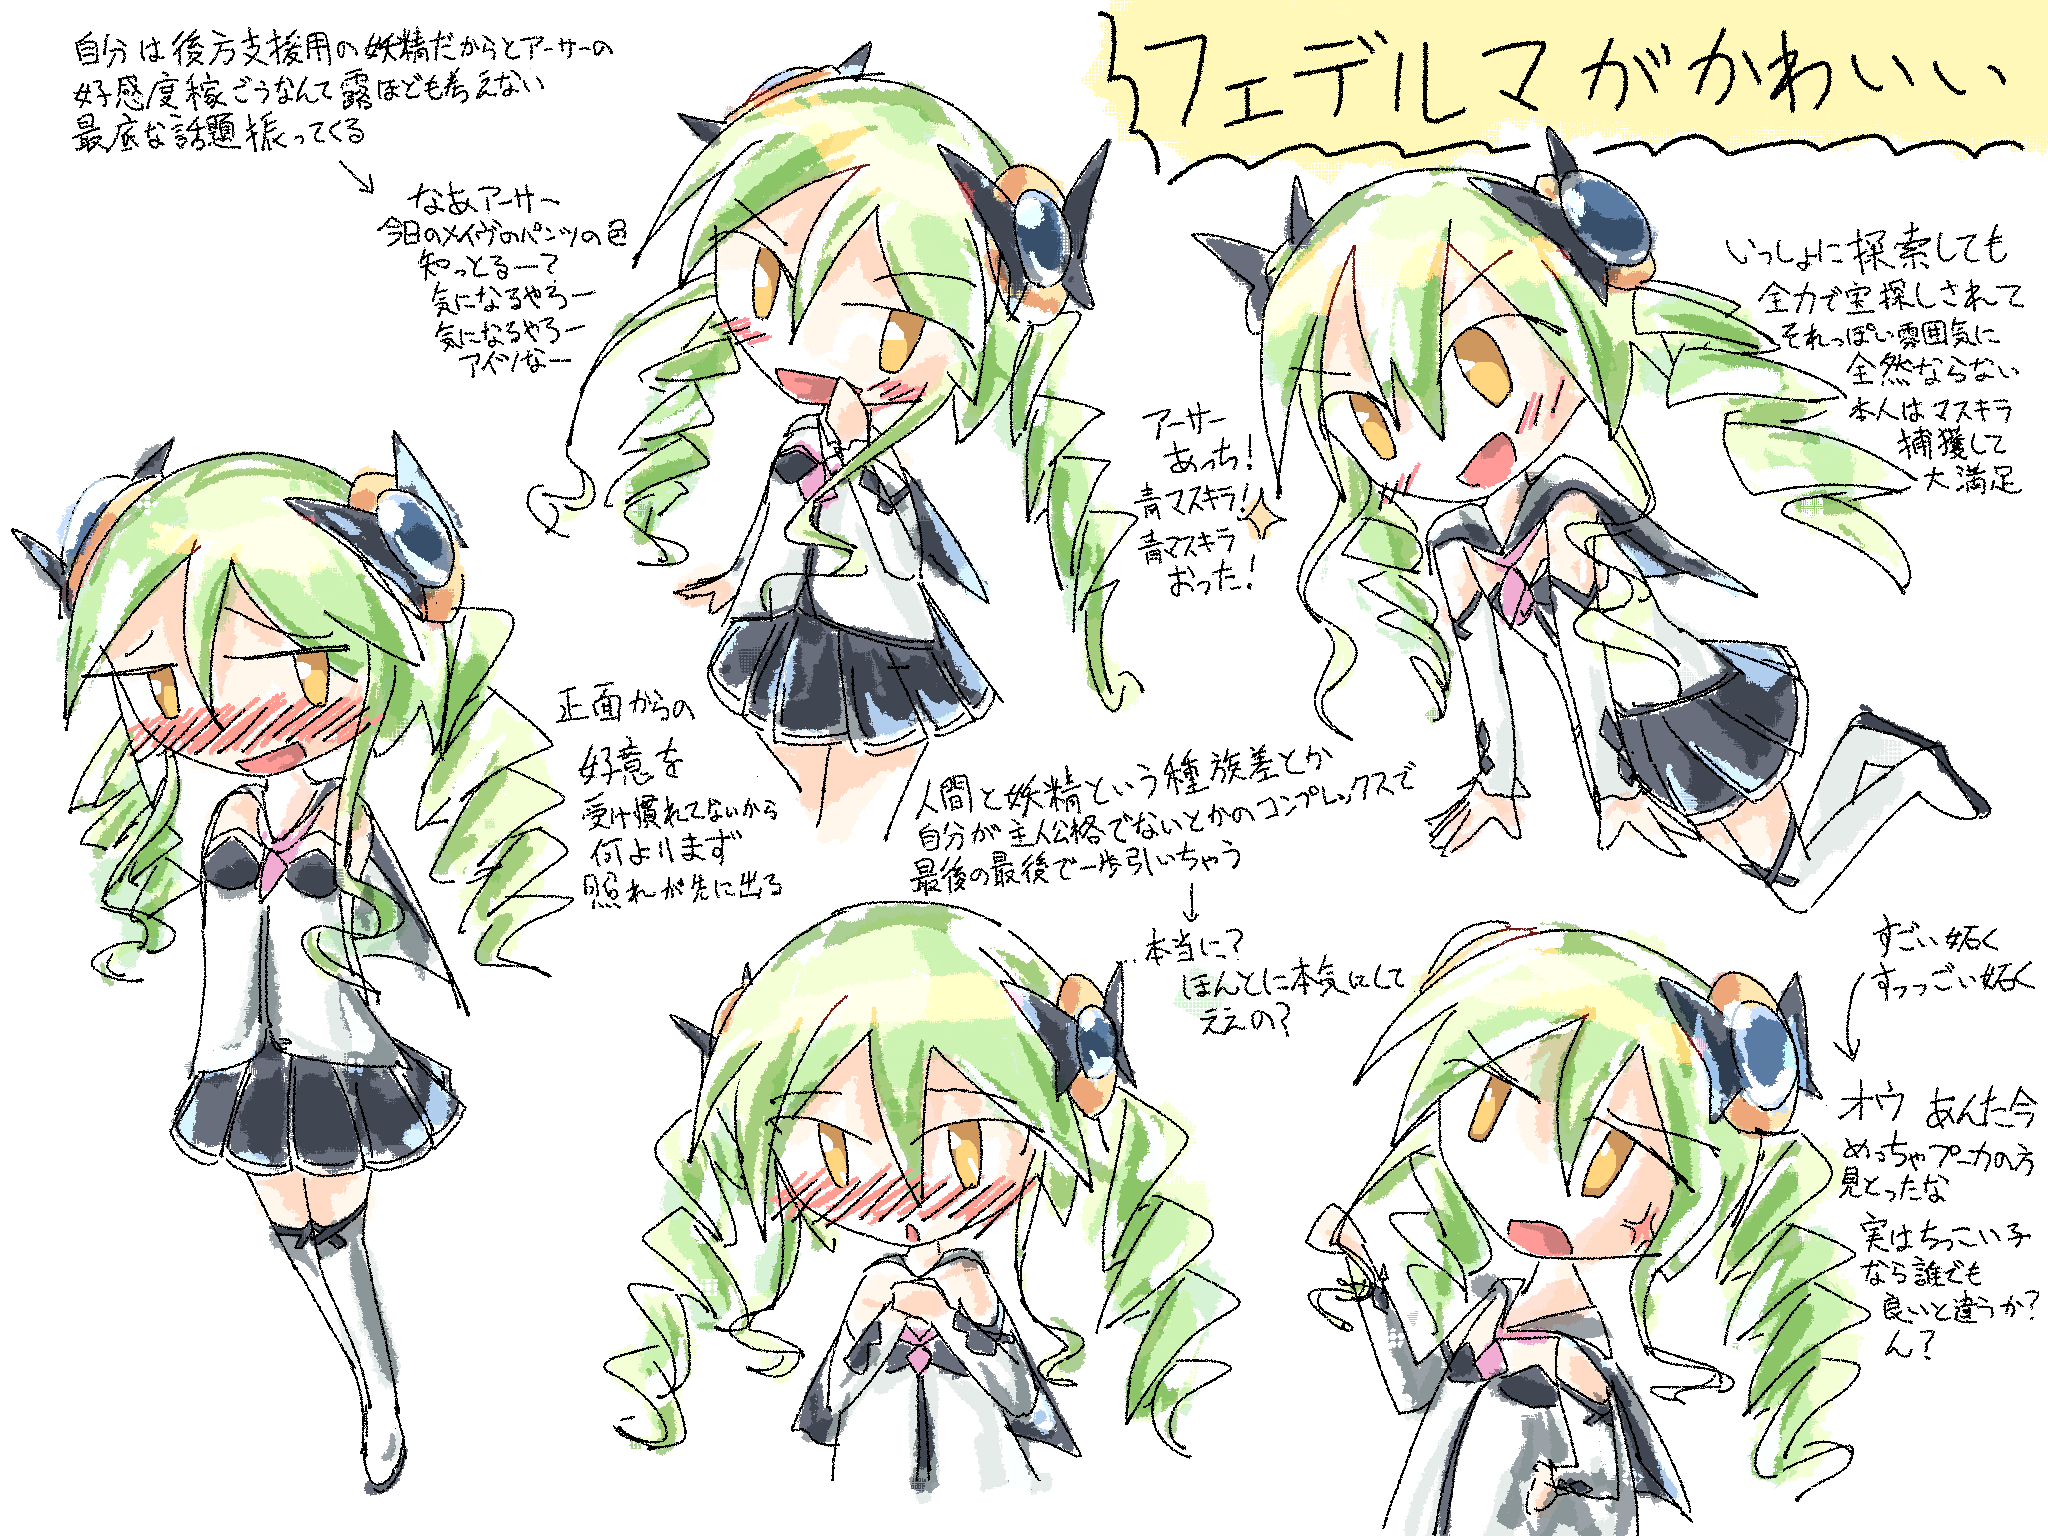 フェデルマがかわいい
自分は後方支援用の妖精だからとアーサーの
好感度稼ごうなんて露ほども考えない
最底な話題振ってくる
なあアーサー
今日のメイヴのパンツの色
知っとるーて
気になるやろー
気になるやろー
アイツなー
いっしょに探索しても
全力で宝探しされて
それっぽい雰囲気に
全然ならない
本人はマスキラ
捕獲して
大満足
アーサー
あっち!
青マスキラ!
青マスキラ
おった!
正面からの
好意を
受け慣れてないから
何よりまず
照れが先に出る
人間と妖精という種族差とか
自分が主人公格でないとかのコンプレックスで
最後の最後で一歩引いちゃう
…本当に?
ほんとに本気にして
ええの?
すごい妬く
すっっごい妬く
オウ あんた今
めっちゃプーカの方
見とったな
実はちっこい子
なら誰でも
良いと違うか?
ん?